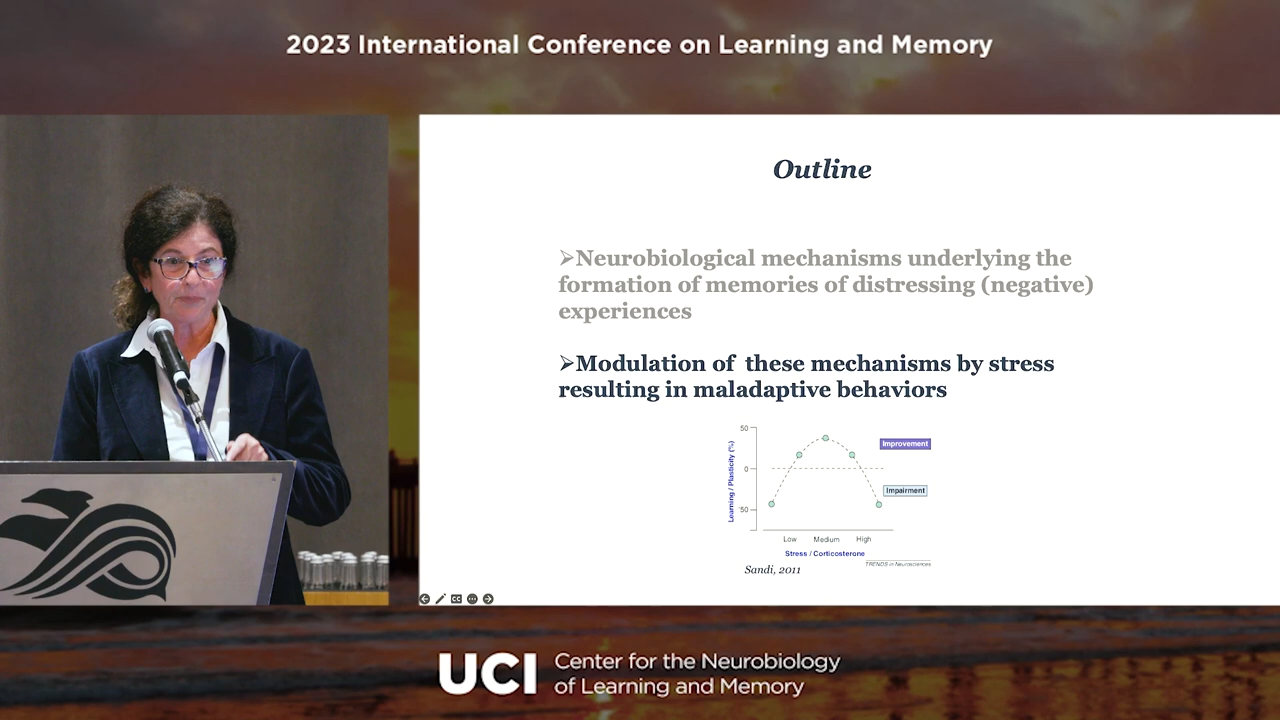 2023 International Conference on Learning and Memory
Outline
➢Neurobiological mechanisms underlying the
formation of memories of distressing (negative)
experiences
➢Modulation of  these mechanisms by stress
resulting in maladaptive behaviors
50
0
50
Learning / Plasticity (%)
Improvement
Impairment
Low
Medium
High
Stress / Corticosterone
TRENDS in Neurosciences
Sandi, 2011
CC
UCI
Center for the Neurobiology
of Learning and Memory